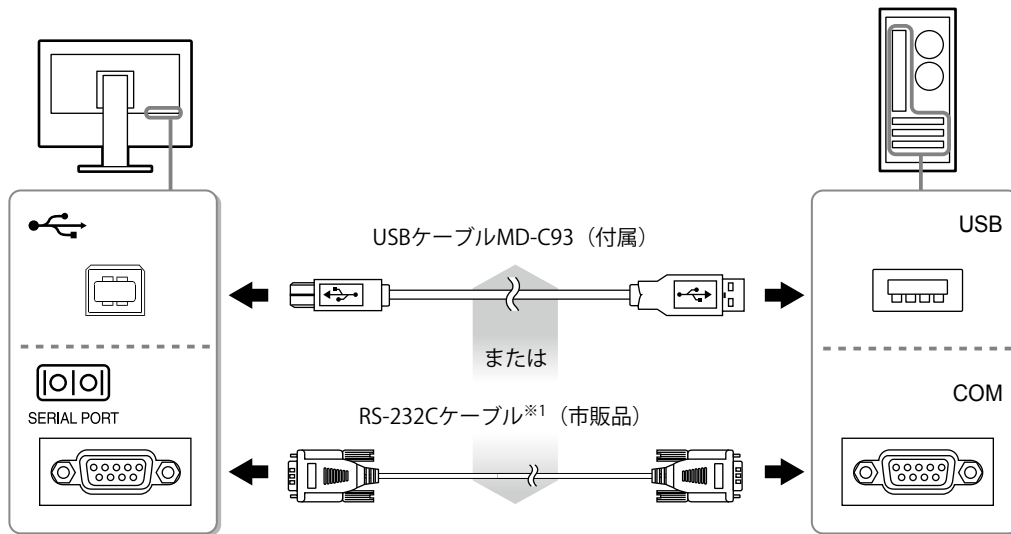 USBケーブルMD-C93（付属）
USB
または
SERIAL PORT
COM
RS-232Cケーブル※1（市販品）